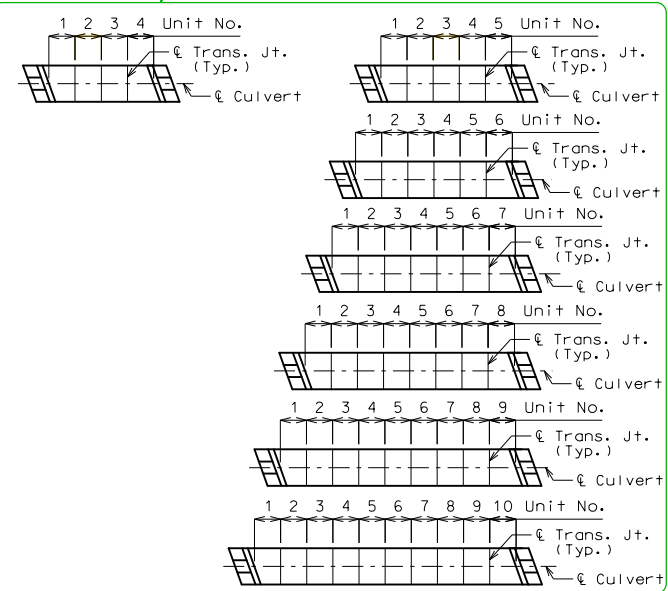 1 2 3 4 Unit No.
℄ Trans. Jt.
(Typ.)
℄ Culvert
1 2 3 4 5 Unit No.
℄ Trans. Jt.
(Typ.)
℄ Culvert
1 2 3 4 5 6 Unit No.
℄ Trans. Jt.
(Typ.)
℄ Culvert
1 2 3 4 5 6 7 Unit No.
℄ Trans. Jt.
(Typ.)
℄ Culvert
1 2 3 4 5 6 7 8 Unit No.
℄ Trans. Jt.
(Typ.)
℄ Culvert
1 2 3 4 5 6 7 8 9 Unit No.
℄ Trans. Jt.
(Typ.)
℄ Culvert
1 2 3 4 5 6 7 8 9 10 Unit No.
℄ Trans. Jt.
(Typ.)
℄ Culvert